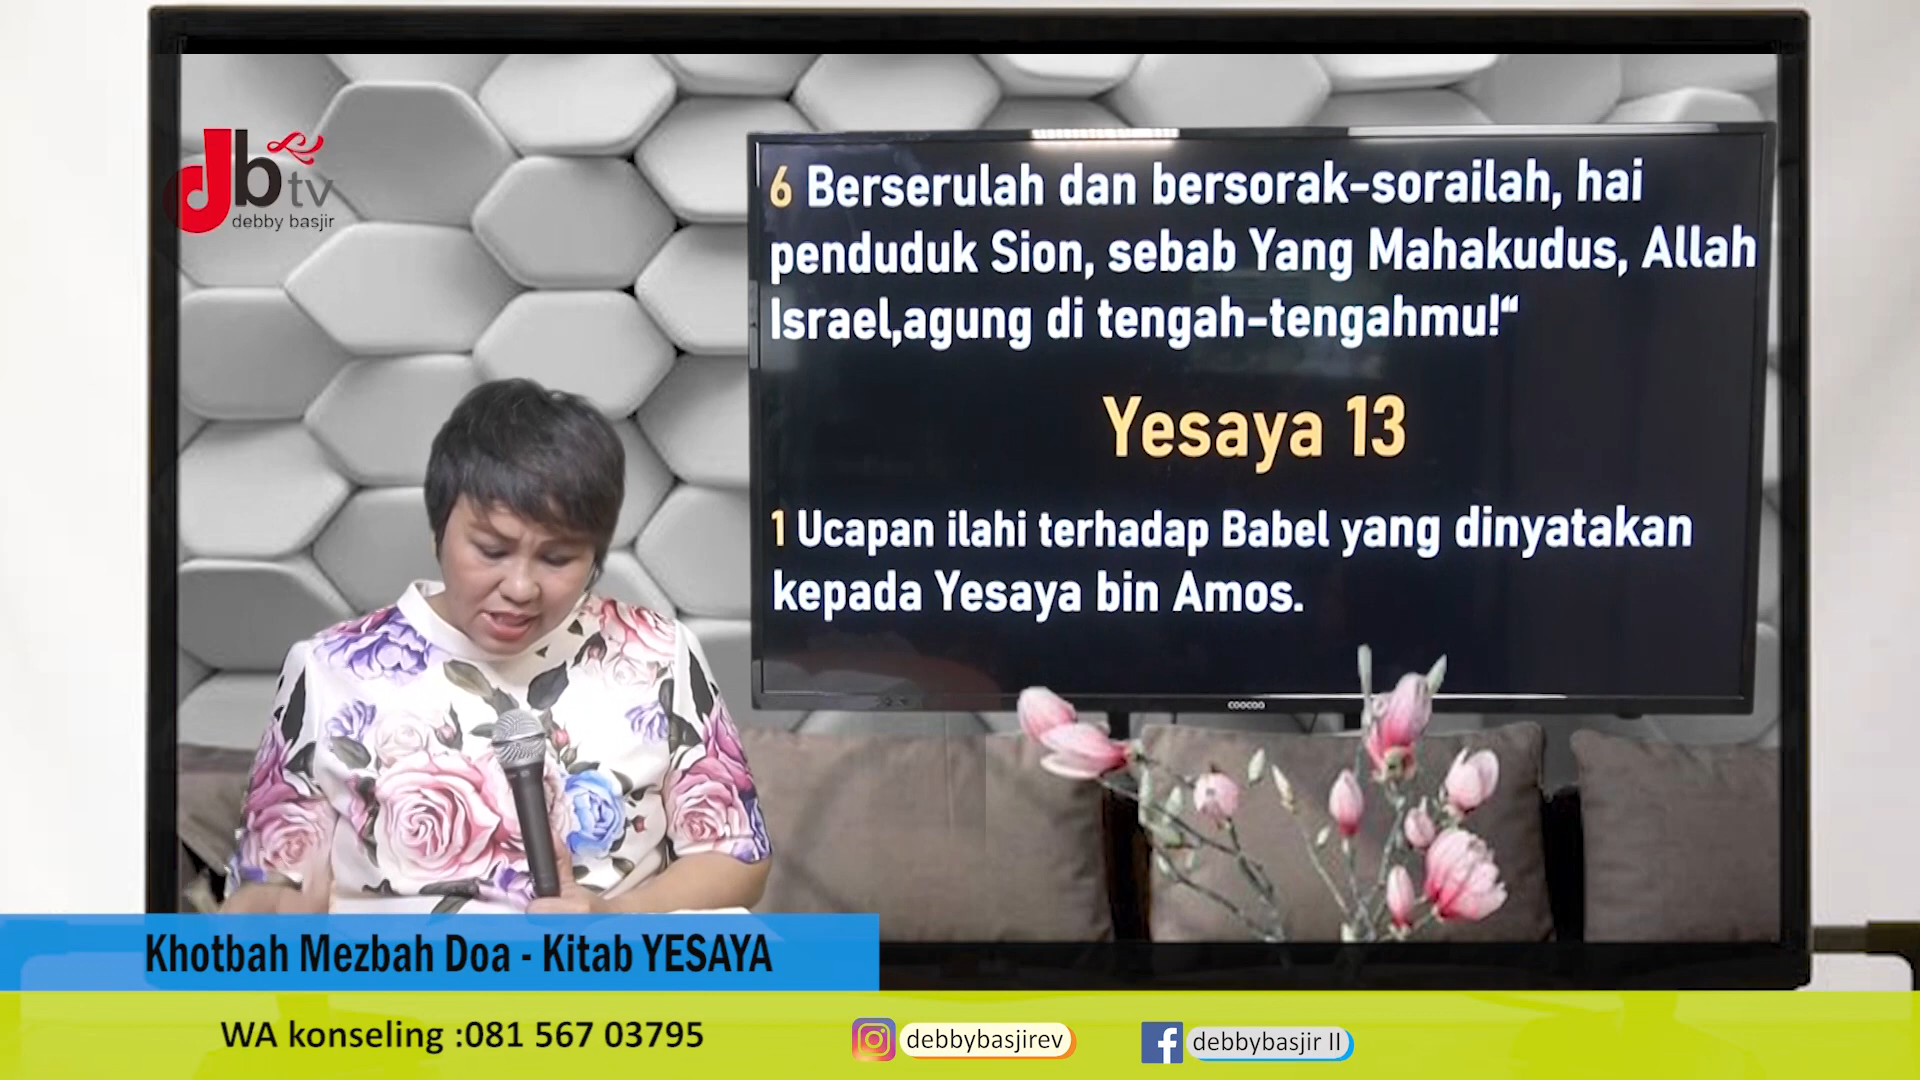 db tv
debby basjir
6 Berserulah dan bersorak-sorailah, hai
penduduk Sion, sebab Yang Mahakudus, Allah
Israel,agung di tengah-tengahmu!“
Yesaya 13
1 Ucapan ilahi terhadap Babel yang dinyatakan
kepada Yesaya bin Amos.
Khotbah Mezbah Doa - Kitab YESAYA
WA konseling :081 567 03795
debbybasjirev
debbybasjir II